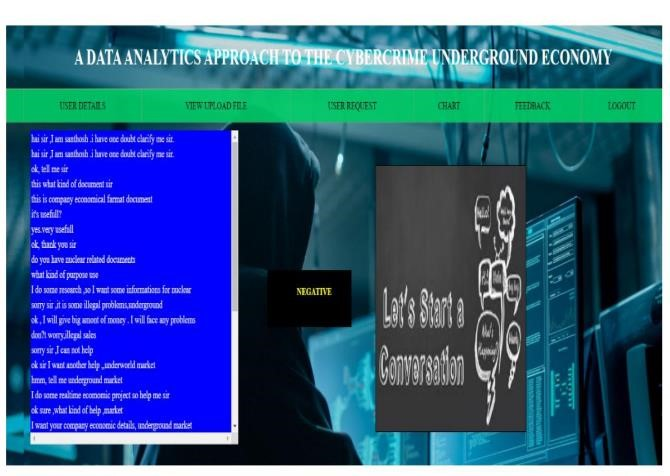 A DATA ANALYTICS APPROACH TO THE CYBERCRIME UNDERGROUND ECONOMY
USER DETAILS VIEW UPLOAD FILE USER REQUEST CHART FEEDBACK LOGOUT
hai sir ,I am santhosh .i have one doubt clarify me sir.
hai sir ,I am santhosh .i have one doubt clarify me sir.
ok, tell me sir
this what kind of document sir
this is company economical farmat document
it's usefull?
yes.very usefull
ok, thank you sir
do you have nuclear related documents
what kind of purpose use
I do some research ,so I want some informations for nuclear
sorry sir ,it is some illegal problems,underground
ok , I will give big amont of money . I will face any problems
don?t worry,illegal sales
sorry sir ,I can not help
ok sir I want another help ,,underworld market
hmm, tell me underground market
I do some realtime ecomomic project so help me sir
ok sure ,what kind of help ,market
I want your company economic details, underground market
NEGATIVE
Hello!
Let's Start a
Conversation
What's Happening?